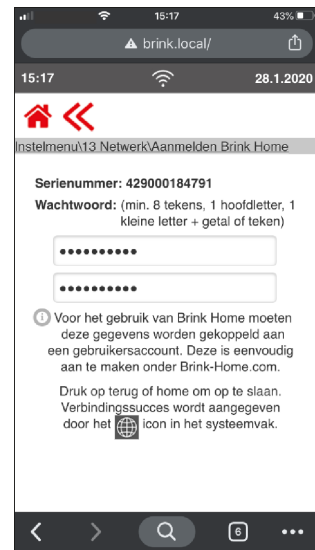 15:17
43%
brink.local/
15:17
28.1.2020
Instelmenu\13 Netwerk\Aanmelden Brink Home
Serienummer: 429000184791
Wachtwoord: (min. 8 tekens, 1 hoofdletter, 1
kleine letter + getal of teken)
••••••••••
••••••••••
Voor het gebruik van Brink Home moeten
deze gegevens worden gekoppeld aan
een gebruikersaccount. Deze is eenvoudig
aan te maken onder Brink-Home.com.
Druk op terug of home om op te slaan.
Verbindingssucces wordt aangegeven
door het icon in het systeemvak.
6